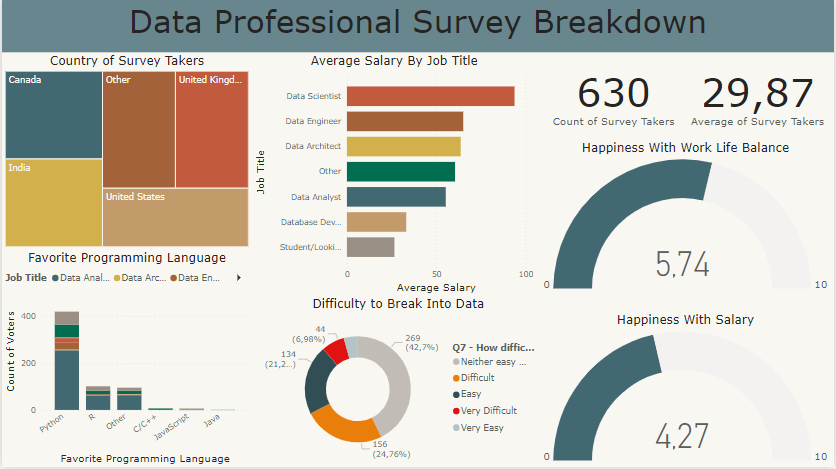 Data Professional Survey Breakdown
Country of Survey Takers
Canada
Other
United Kingd...
India
United States
Average Salary By Job Title
Job Title
Data Scientist
Data Engineer
Data Architect
Other
Data Analyst
Database Dev...
Student/Looki...
0 50 100
Average Salary
630
Count of Survey Takers
29,87
Average of Survey Takers
Happiness With Work Life Balance
5,74
0 10
Favorite Programming Language
Job Title Data Anal... Data Arc... Data En...
Count of Voters
400
200
0
Python R Other C/C++ JavaScript Java
Favorite Programming Language
Difficulty to Break Into Data
44
(6,98%)
269
(42,7%)
134
(21,2...)
156
(24,76%)
Q7 - How diffic...
Neither easy ...
Difficult
Easy
Very Difficult
Very Easy
Happiness With Salary
4,27
0 10